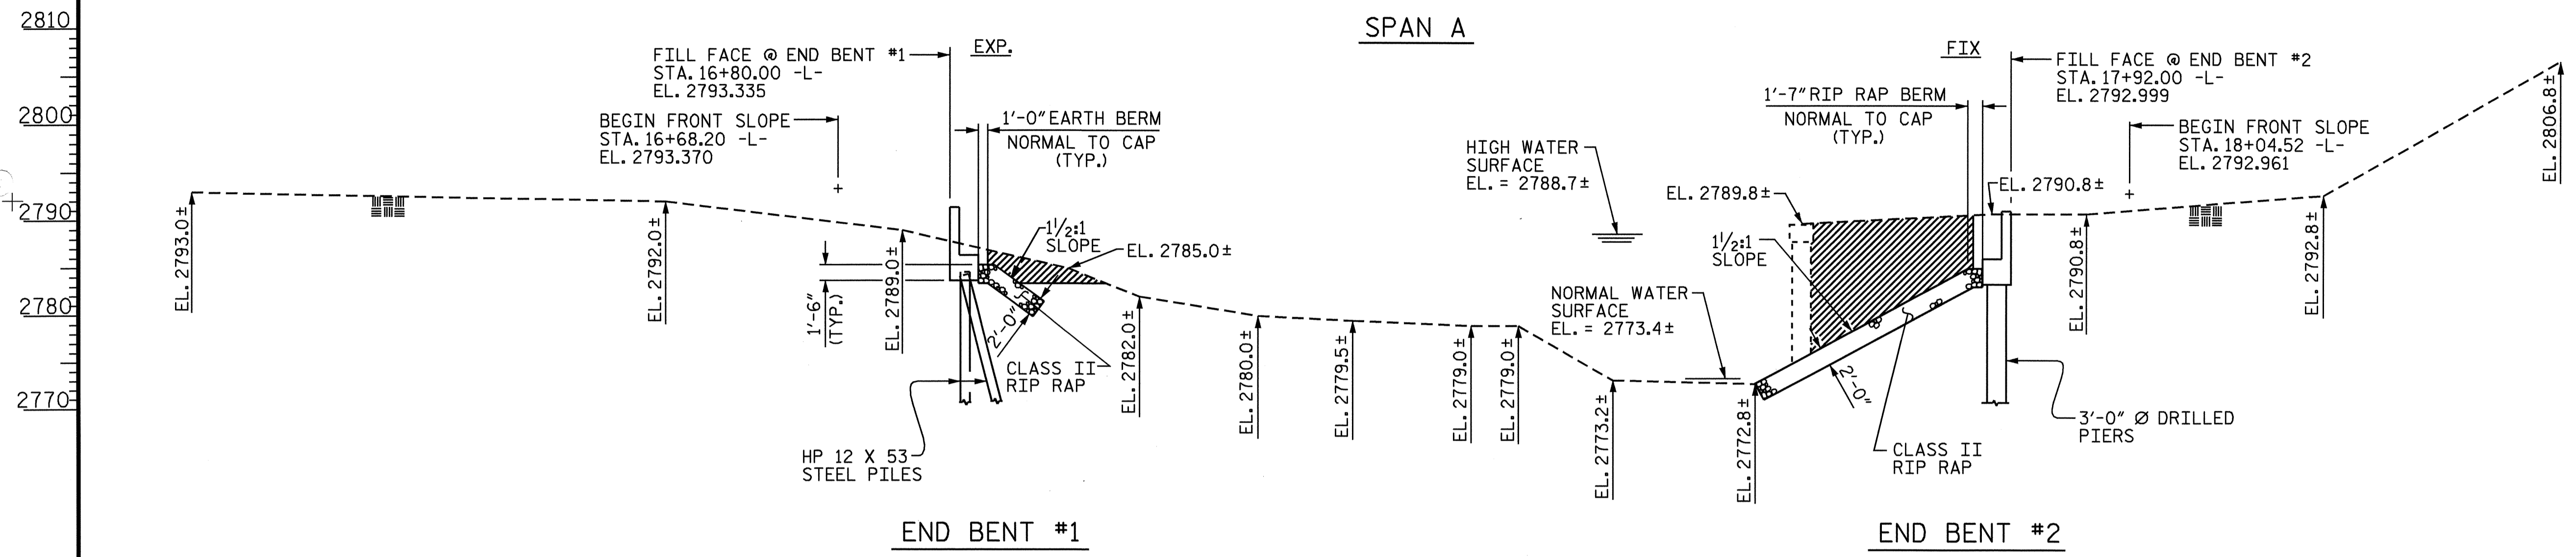 2810
2800
2790
2780
2770
SPAN A
FILL FACE @ END BENT #1
STA. 16+80.00 -L-
EL. 2793.335
EXP.
BEGIN FRONT SLOPE
STA. 16+68.20 -L-
EL. 2793.370
1'-0" EARTH BERM
NORMAL TO CAP
(TYP.)
HIGH WATER
SURFACE
EL. = 2788.7±
1'-7" RIP RAP BERM
NORMAL TO CAP
(TYP.)
FIX
FILL FACE @ END BENT #2
STA. 17+92.00 -L-
EL. 2792.999
BEGIN FRONT SLOPE
STA. 18+04.52 -L-
EL. 2792.961
EL. 2806.8±
EL. 2793.0±
EL. 2792.0±
1'-6"
(TYP.)
EL. 2789.0±
1½:1
SLOPE
EL. 2785.0±
2'-0"
CLASS II
RIP RAP
HP 12 X 53
STEEL PILES
EL. 2782.0±
EL. 2780.0±
EL. 2779.5±
EL. 2779.0±
EL. 2779.0±
NORMAL WATER
SURFACE
EL. = 2773.4±
EL. 2773.2±
EL. 2772.8±
EL. 2789.8±
1½:1
SLOPE
2'-0"
CLASS II
RIP RAP
EL. 2790.8±
EL. 2790.8±
3'-0" Ø DRILLED
PIERS
EL. 2792.8±
END BENT #1
END BENT #2